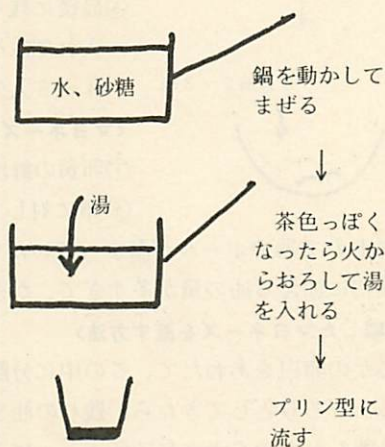 水、砂糖
鍋を動かして
まぜる
↓
湯
茶色っぽく
なったら火か
らおろして湯
を入れる
↓
プリン型に
流す